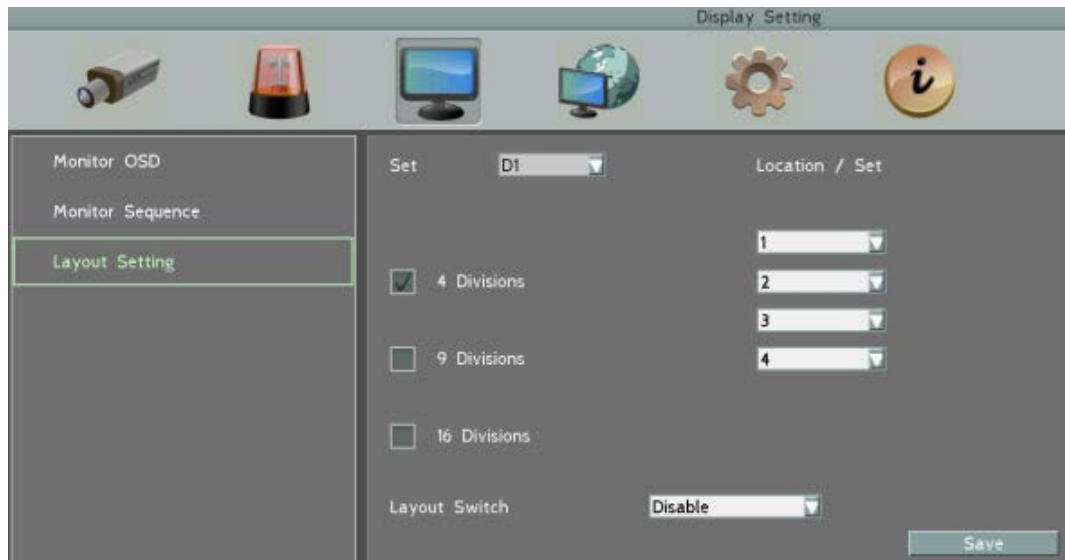 Display Setting
i
Monitor OSD
Monitor Sequence
Layout Setting
Set D1 Location / Set
1
4 Divisions 2
3
9 Divisions 4
16 Divisions
Layout Switch Disable
Save